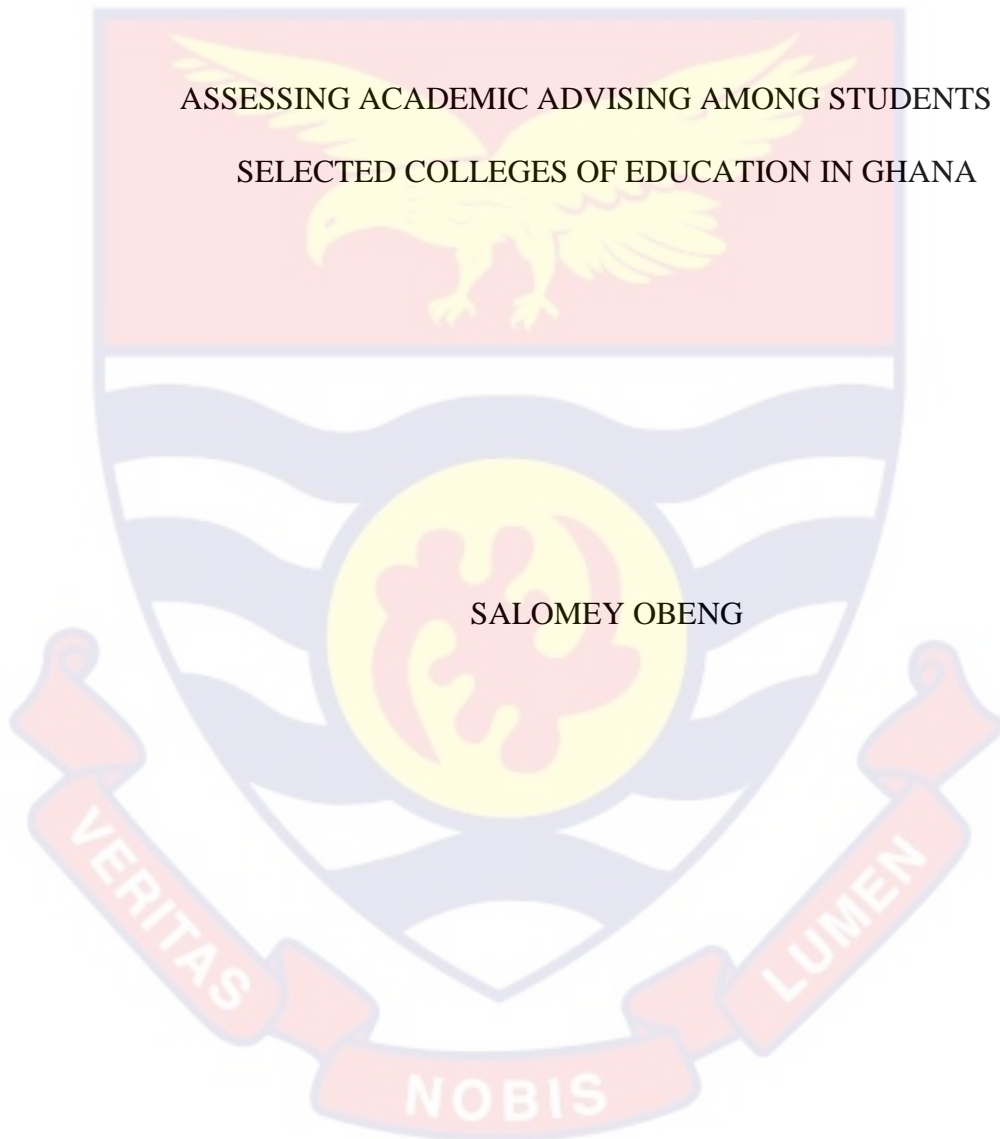 ASSESSING ACADEMIC ADVISING AMONG STUDENTS
SELECTED COLLEGES OF EDUCATION IN GHANA
SALOMEY OBENG
VERITAS
NOBIS
LUMEN